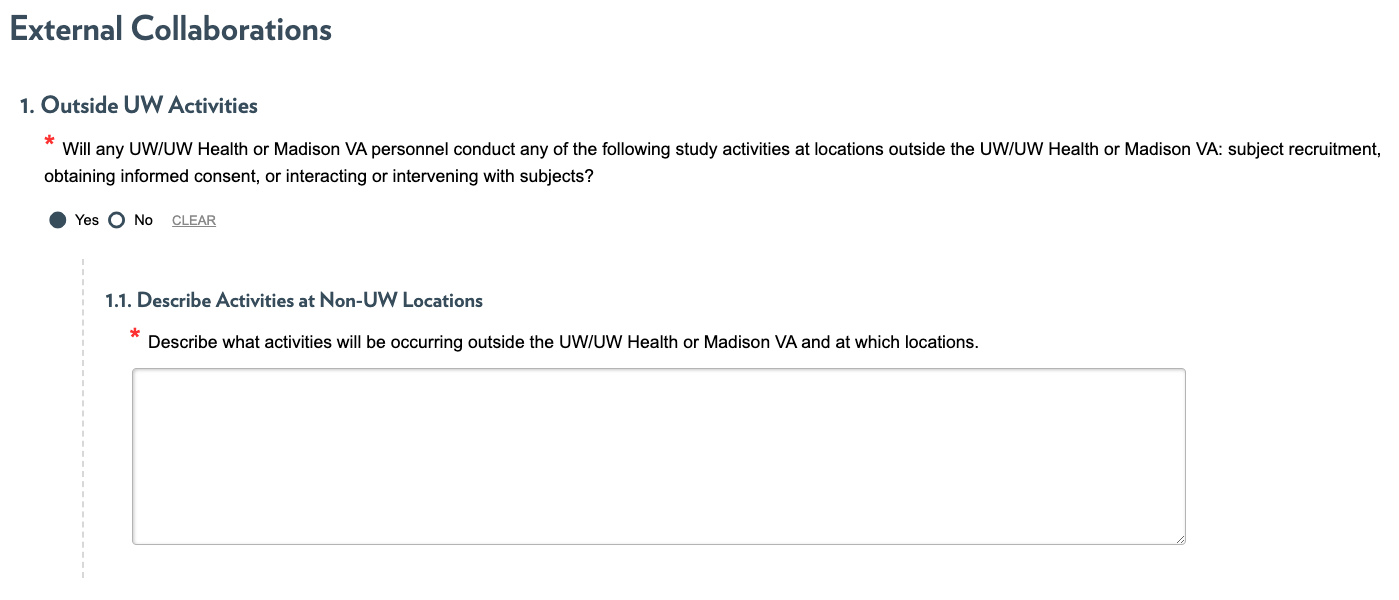 External Collaborations
1. Outside UW Activities
* Will any UW/UW Health or Madison VA personnel conduct any of the following study activities at locations outside the UW/UW Health or Madison VA: subject recruitment,
obtaining informed consent, or interacting or intervening with subjects?
Yes No CLEAR
1.1. Describe Activities at Non-UW Locations
* Describe what activities will be occurring outside the UW/UW Health or Madison VA and at which locations.